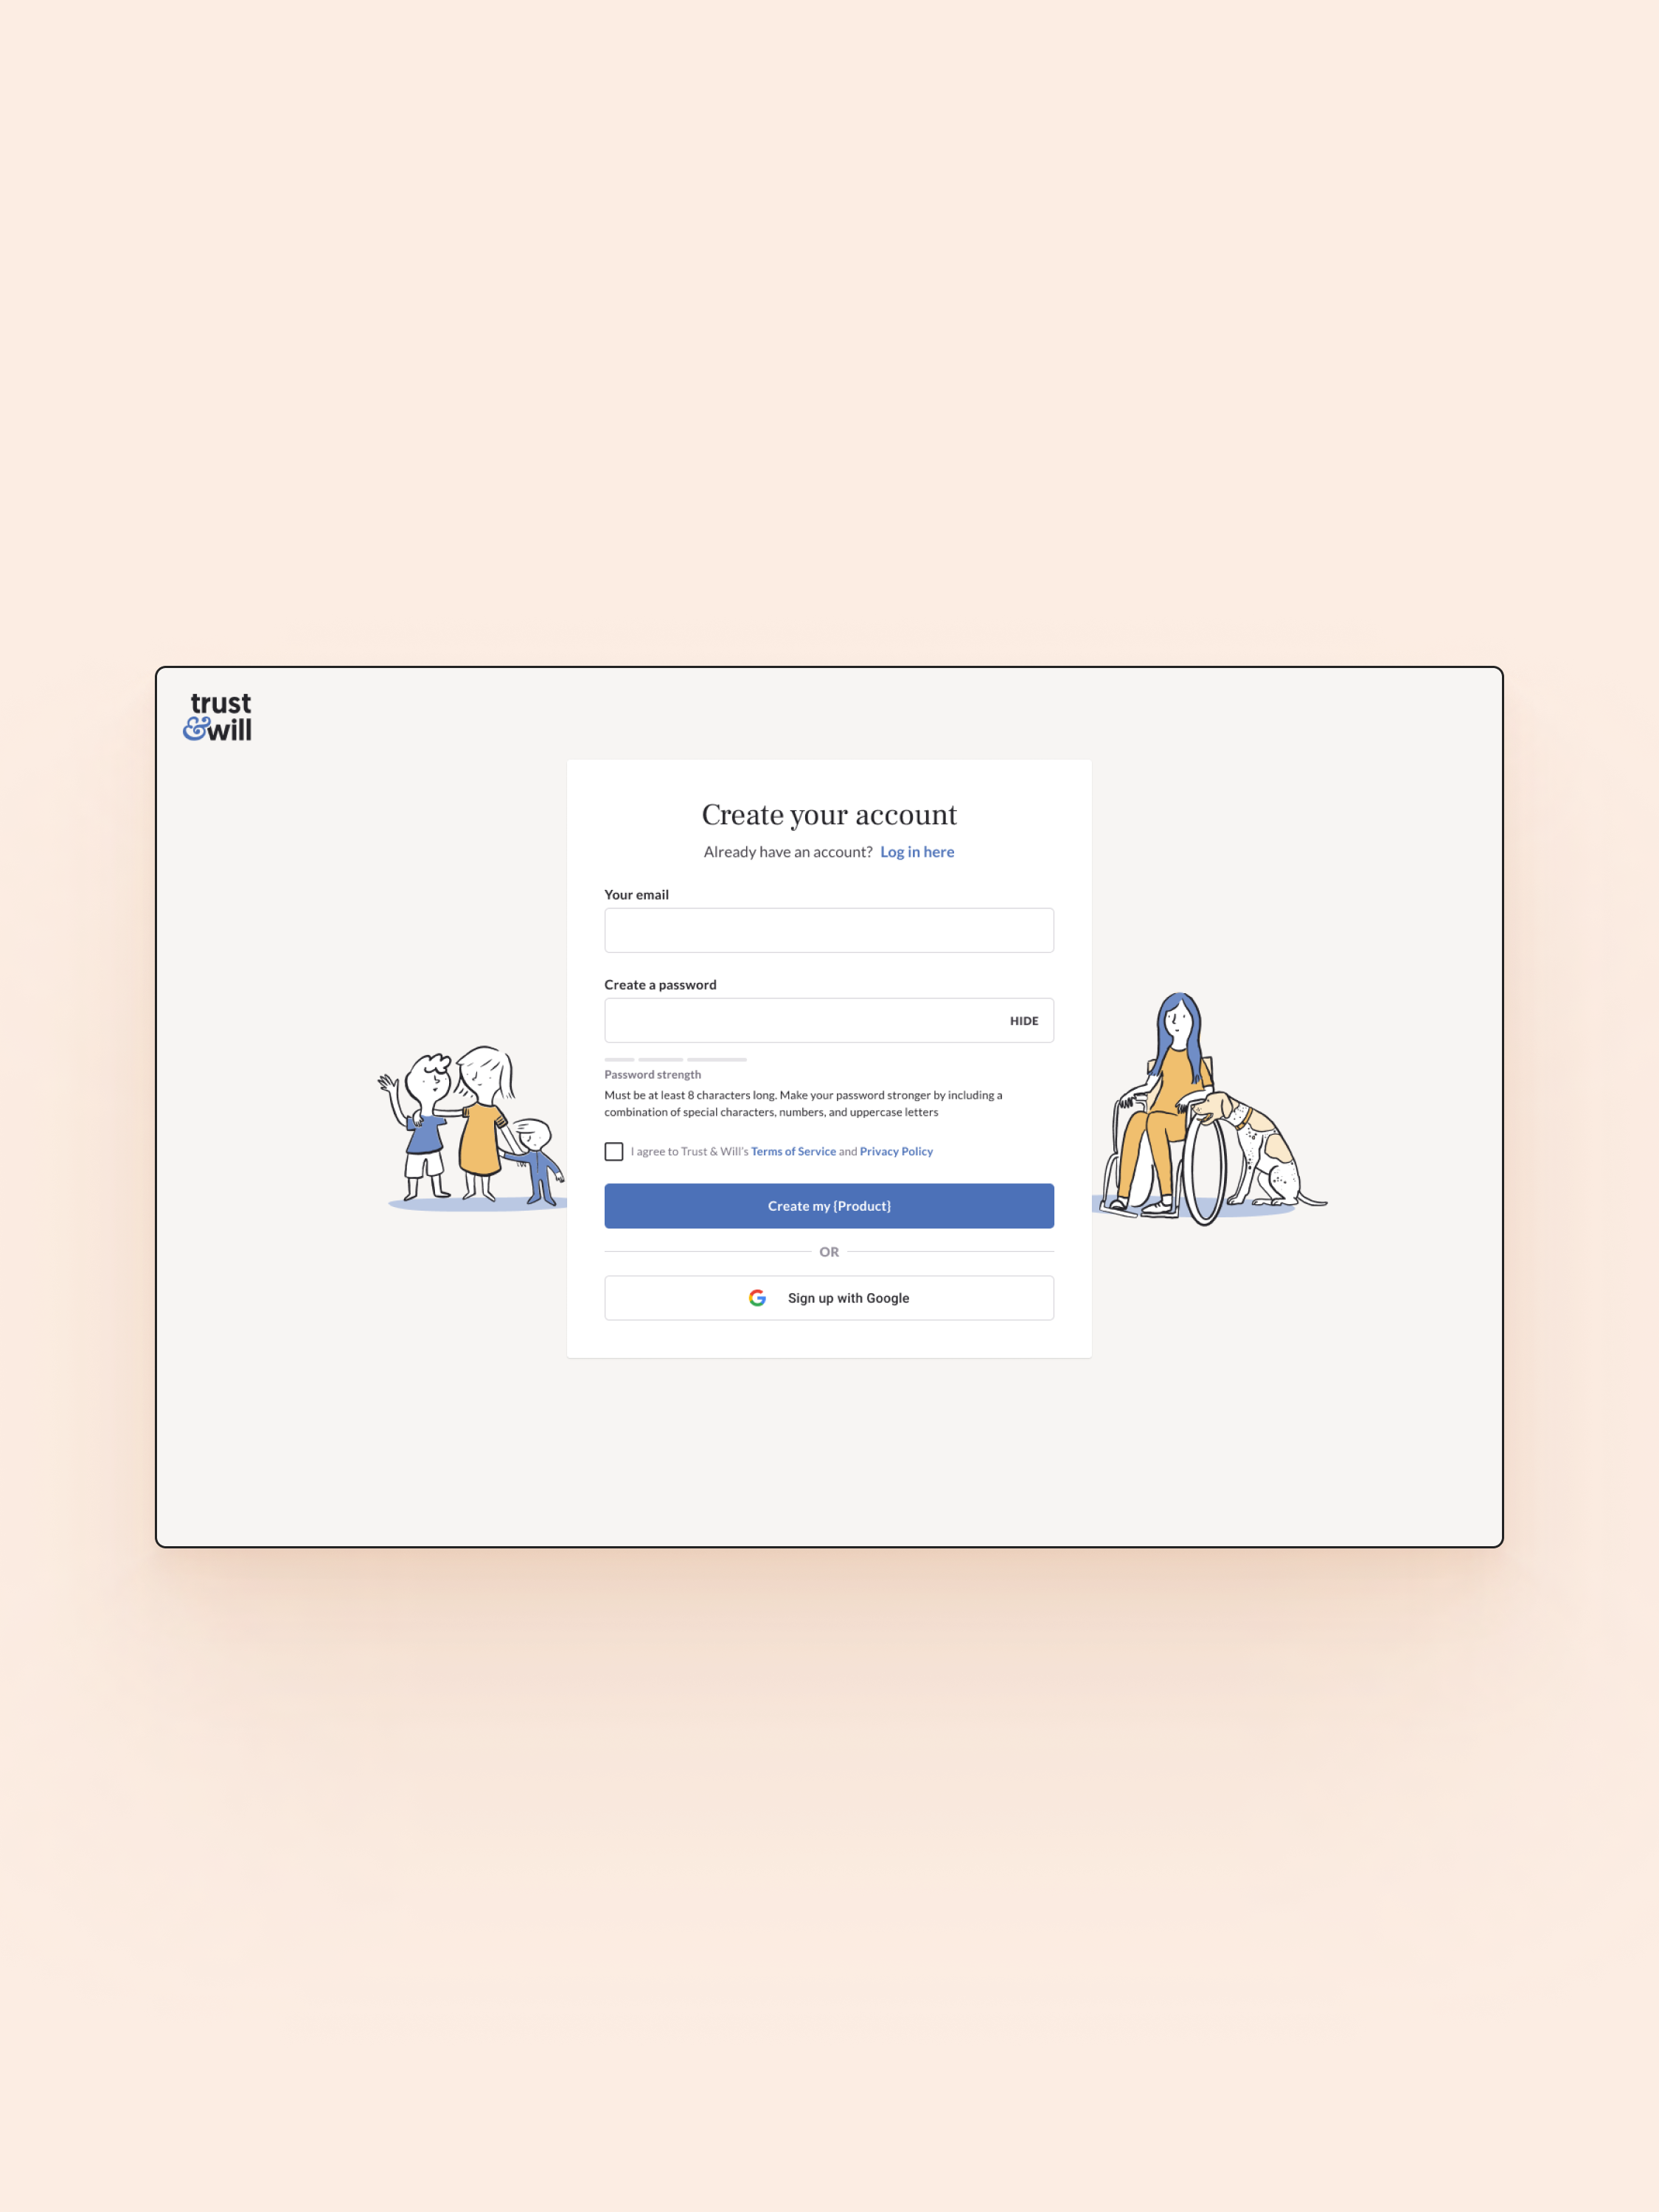 trust
&will
Create your account
Already have an account? Log in here
Your email
Create a password
HIDE
Password strength
Must be at least 8 characters long. Make your password stronger by including a
combination of special characters, numbers, and uppercase letters
I agree to Trust & Will's Terms of Service and Privacy Policy
Create my {Product}
OR
Sign up with Google